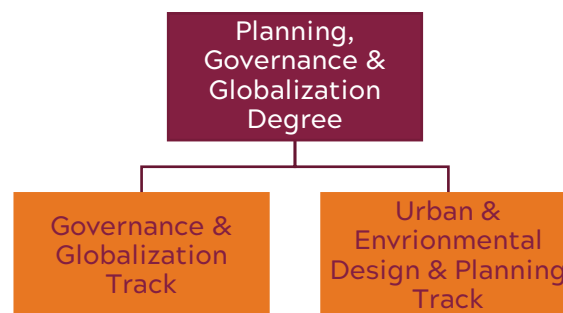 Planning,
Governance &
Globalization
Degree
Governance &
Globalization
Track
Urban &
Envrionmental
Design & Planning
Track